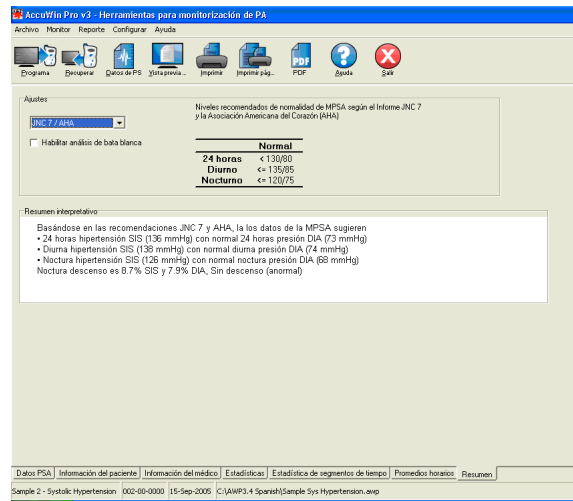 AccuWin Pro v3 - Herramientas para monitorización de PA
Archivo Monitor Reporte Configurar Ayuda
Programa Recuperar Datos de PS Vista previa ... Imprimir Imprimir pág... PDF Ayuda Salir
Ajustes
JNC 7 / AHA
Habilitar análisis de bata blanca
Niveles recomendados de normalidad de MPSA según el Informe JNC 7
y la Asociación Americana del Corazón (AHA)
Normal
24 horas < 130/80
Diurno <= 135/85
Nocturno <= 120/75
Resumen interpretativo
Basándose en las recomendaciones JNC 7 y AHA, la los datos de la MPSA sugieren
• 24 horas hipertensión SIS (136 mmHg) con normal 24 horas presión DIA (73 mmHg)
• Diurna hipertensión SIS (138 mmHg) con normal diurna presión DIA (74 mmHg)
• Noctura hipertensión SIS (126 mmHg) con normal noctura presión DIA (68 mmHg)
Noctura descenso es 8.7% SIS y 7.9% DIA, Sin descenso (anormal)
Datos PSA Información del paciente Información del médico Estadísticas Estadística de segmentos de tiempo Promedios horarios Resumen
Sample 2 - Systolic Hypertension 002-00-0000 15-Sep-2005 C:\AWP3.4 Spanish\Sample Sys Hypertension.awp